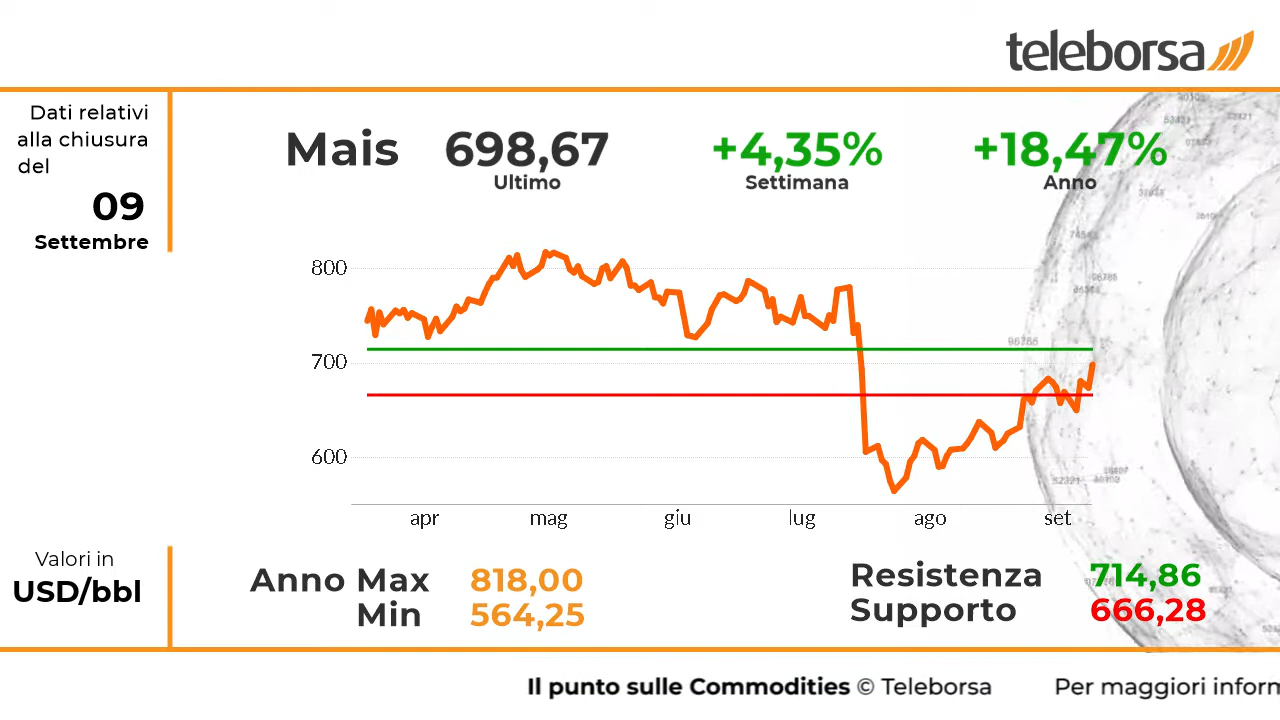 teleborsa
Dati relativi
alla chiusura
del
09
Settembre
Mais 698,67 +4,35% +18,47%
Ultimo Settimana Anno
800
700
600
apr mag giu lug ago set
Valori in
USD/bbl
Anno Max 818,00
Min 564,25
Resistenza 714,86
Supporto 666,28
Il punto sulle Commodities © Teleborsa Per maggiori inform